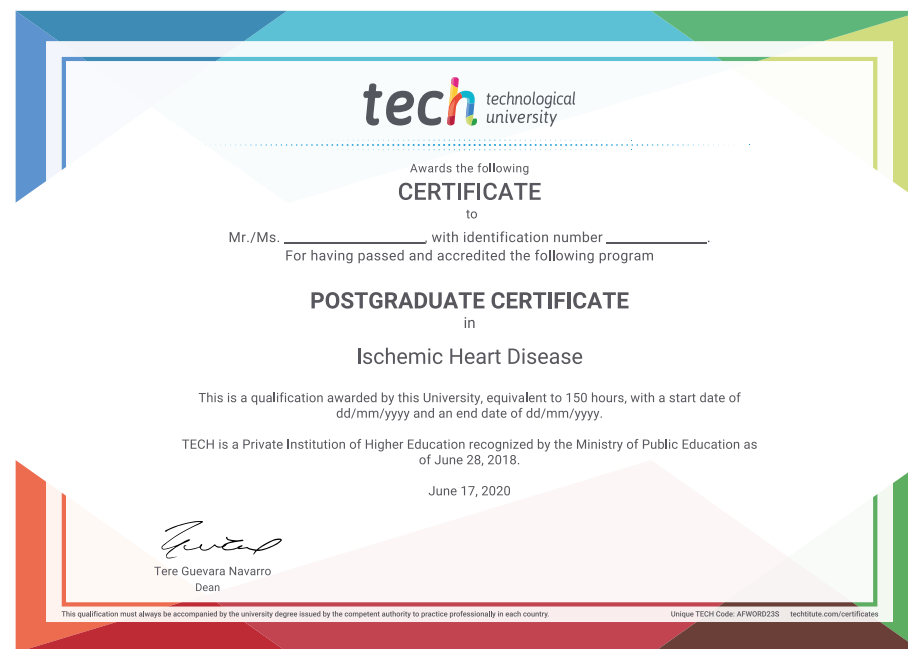 tech technological
university
Awards the following
CERTIFICATE
to
Mr./Ms. ____________________, with identification number ______________.
For having passed and accredited the following program
POSTGRADUATE CERTIFICATE
in
Ischemic Heart Disease
This is a qualification awarded by this University, equivalent to 150 hours, with a start date of
dd/mm/yyyy and an end date of dd/mm/yyyy.
TECH is a Private Institution of Higher Education recognized by the Ministry of Public Education as
of June 28, 2018.
June 17, 2020
Tere Guevara Navarro
Dean
This qualification must always be accompanied by the university degree issued by the competent authority to practice professionally in each country.
Unique TECH Code: AFWORD23S techtitute.com/certificates